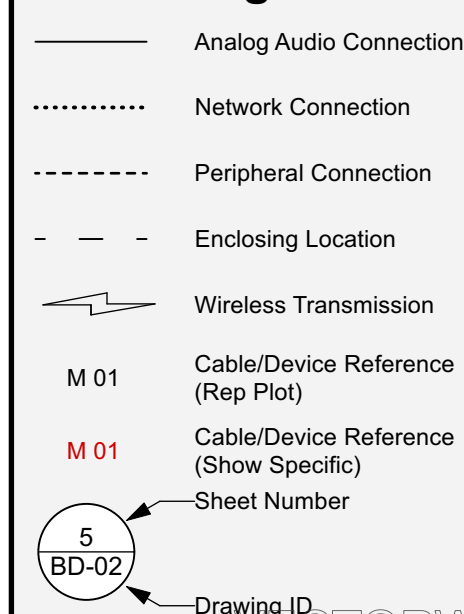 Analog Audio Connection
Network Connection
Peripheral Connection
Enclosing Location
Wireless Transmission
M 01
Cable/Device Reference
(Rep Plot)
M 01
Cable/Device Reference
(Show Specific)
Sheet Number
5
BD-02
Drawing ID